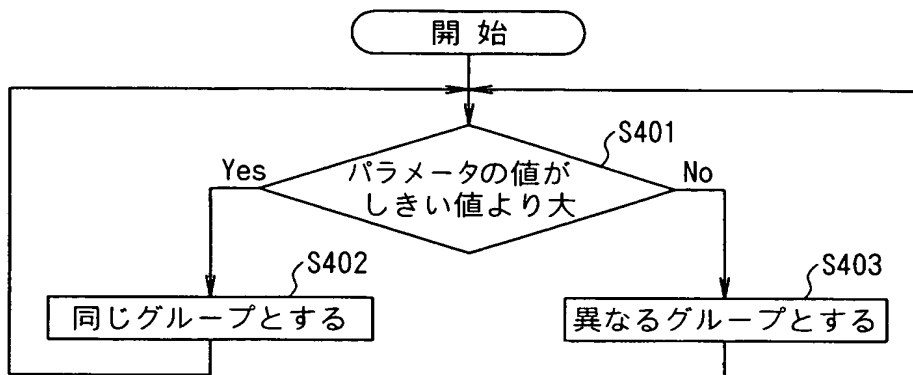 開始
S401
パラメータの値が
しきい値より大
Yes
No
S402
同じグループとする
S403
異なるグループとする